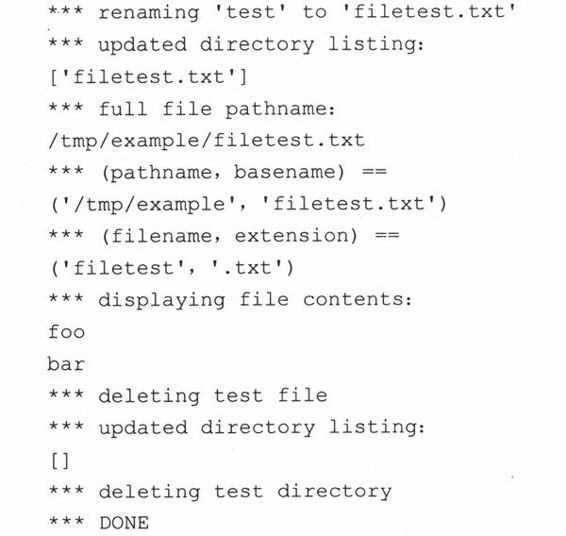 *** renaming 'test' to 'filetest.txt'
*** updated directory listing:
['filetest.txt']
*** full file pathname:
/tmp/example/filetest.txt
*** (pathname, basename) ==
('/tmp/example', 'filetest.txt')
*** (filename, extension) ==
('filetest', '.txt')
*** displaying file contents:
foo
bar
*** deleting test file
*** updated directory listing:
[]
*** deleting test directory
*** DONE